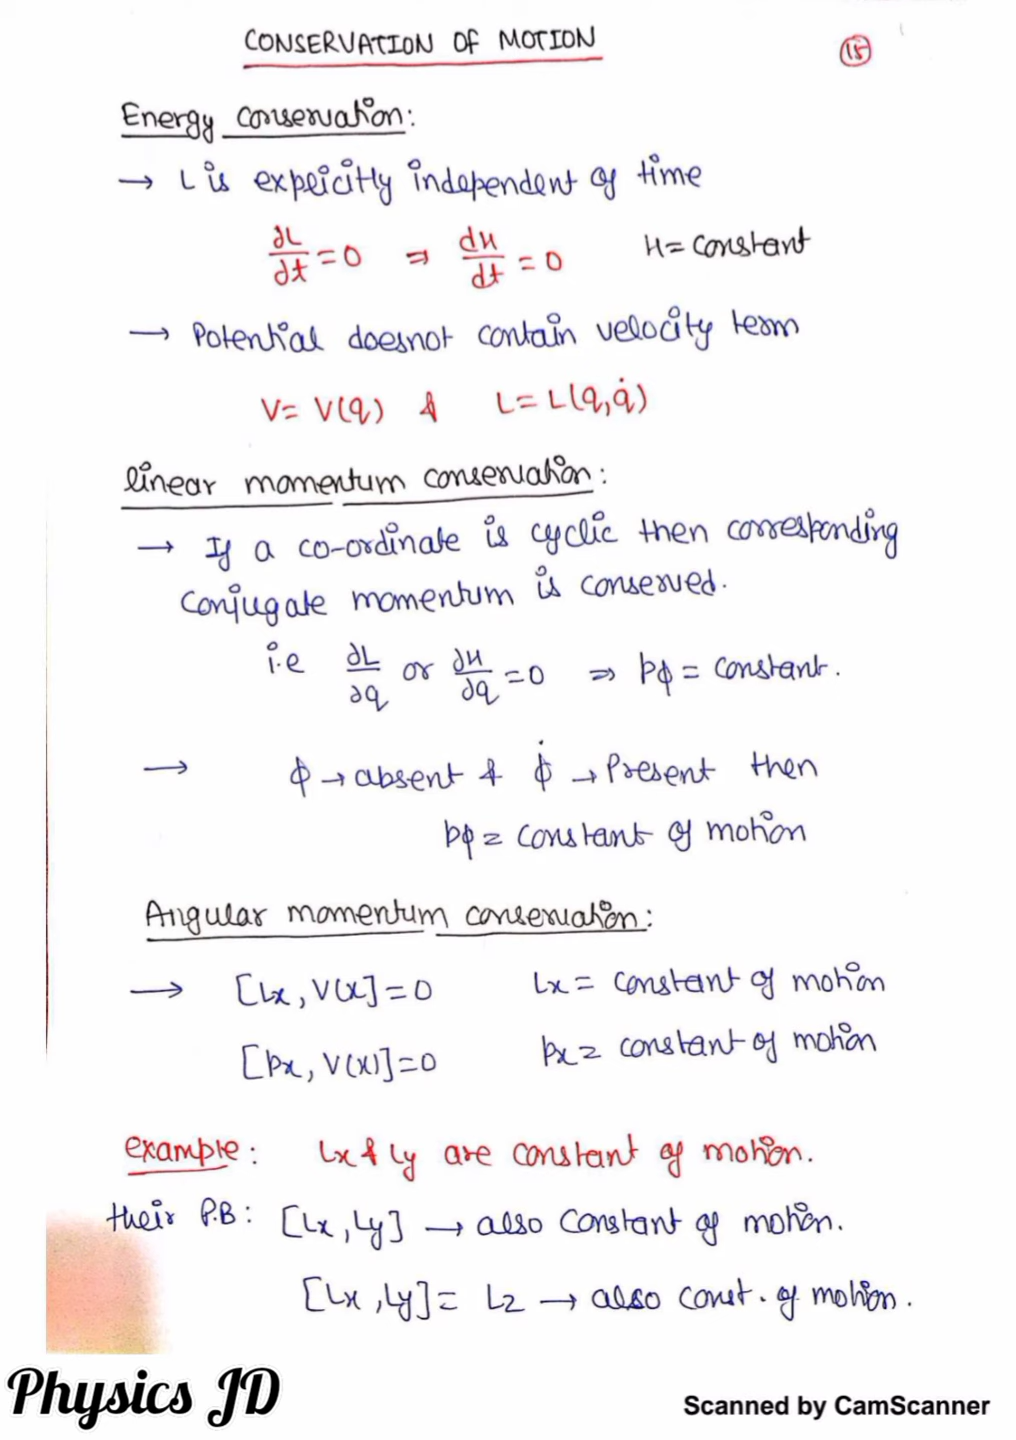 CONSERVATION OF MOTION
15
Energy conservation:
→ L is expeicitly independent of time
∂L/∂t = 0 ⇒ dH/dt = 0 H = constant
→ Potential doesnot contain velocity term
V = V(q) & L = L(q, q̇)
linear momentum conservation:
→ If a co-ordinate is cyclic then corresponding
conjugate momentum is conserved.
i.e ∂L/∂q or ∂H/∂q = 0 ⇒ pϕ = constant.
→ ϕ → absent & ϕ̇ → Present then
pϕ = constant of motion
Angular momentum conservation:
→ [Lx, V(x] = 0 Lx = constant of motion
[px, V(x)] = 0 px = constant of motion
example: Lx & Ly are constant of motion.
their P.B: [Lx, Ly] → also constant of motion.
[Lx, Ly] = Lz → also const. of motion.
Physics JD
Scanned by CamScanner